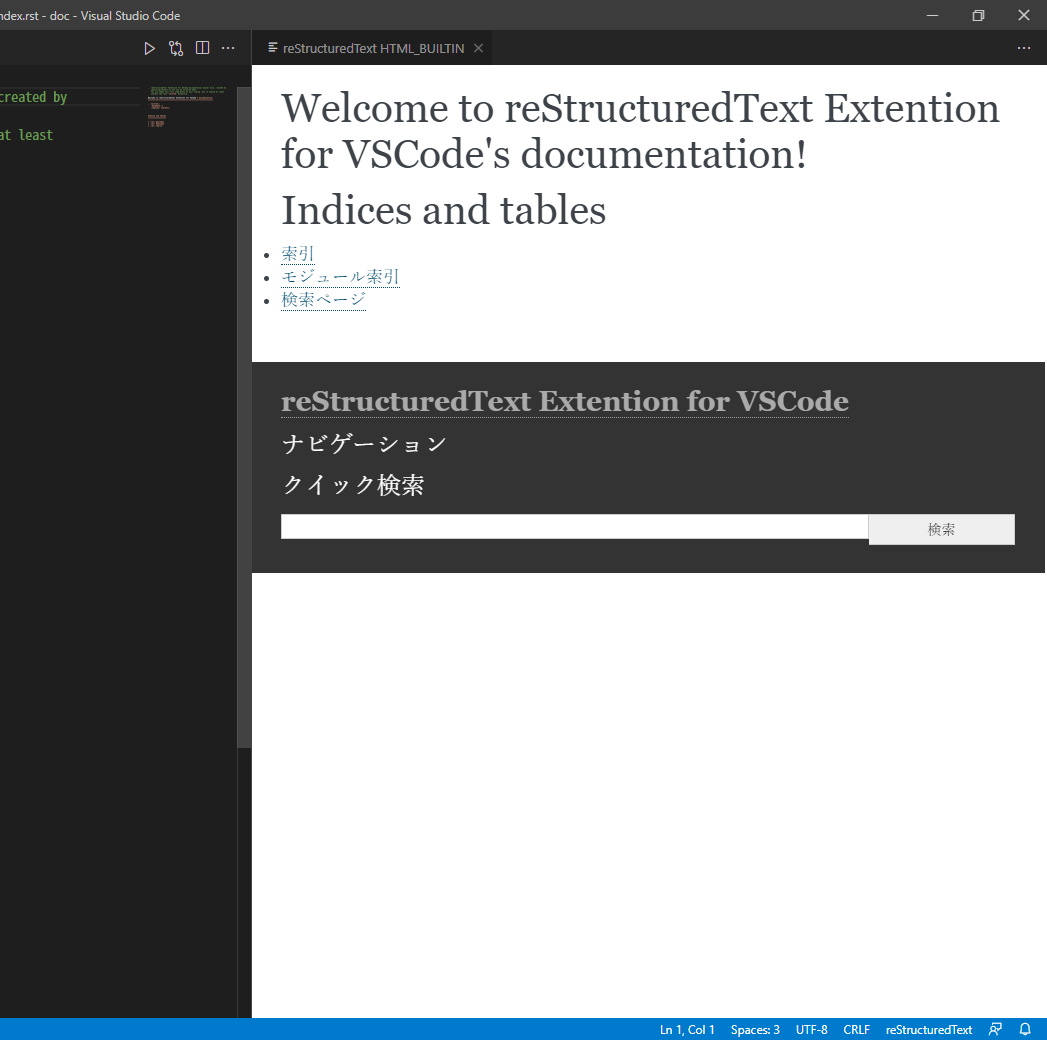 ndex.rst - doc - Visual Studio Code
reStructuredText HTML_BUILTIN
created by
at least
Welcome to reStructuredText Extention
for VSCode's documentation!
Indices and tables
索引
モジュール索引
検索ページ
reStructuredText Extention for VSCode
ナビゲーション
クイック検索
検索
Ln 1, Col 1 Spaces: 3 UTF-8 CRLF reStructuredText